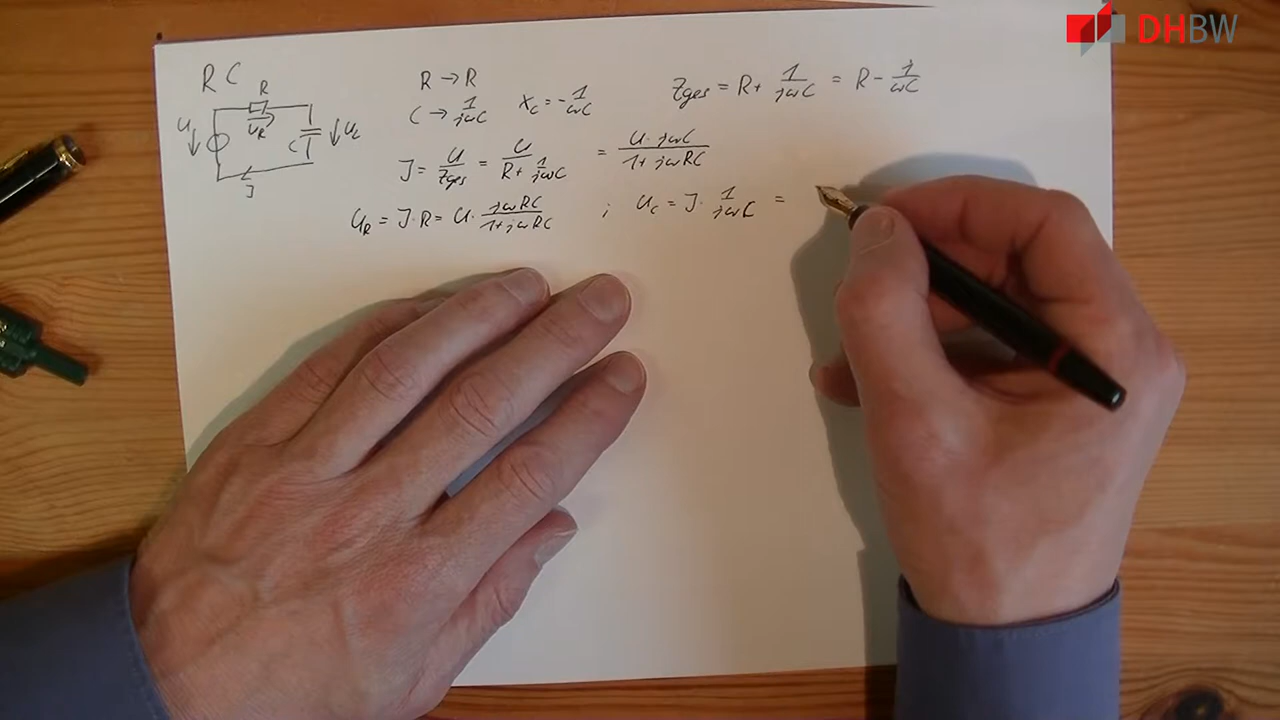 DHBW
R C
R
U
U_R
C
U_C
I
R → R
C → 1/jωC  X_C = -1/ωC
Z_ges = R + 1/jωC = R - j/ωC
I = U/Z_ges = U/(R + 1/jωC) = U·jωC/(1+jωRC)
U_R = I·R = U·jωRC/(1+jωRC) ; U_C = I·1/jωC =